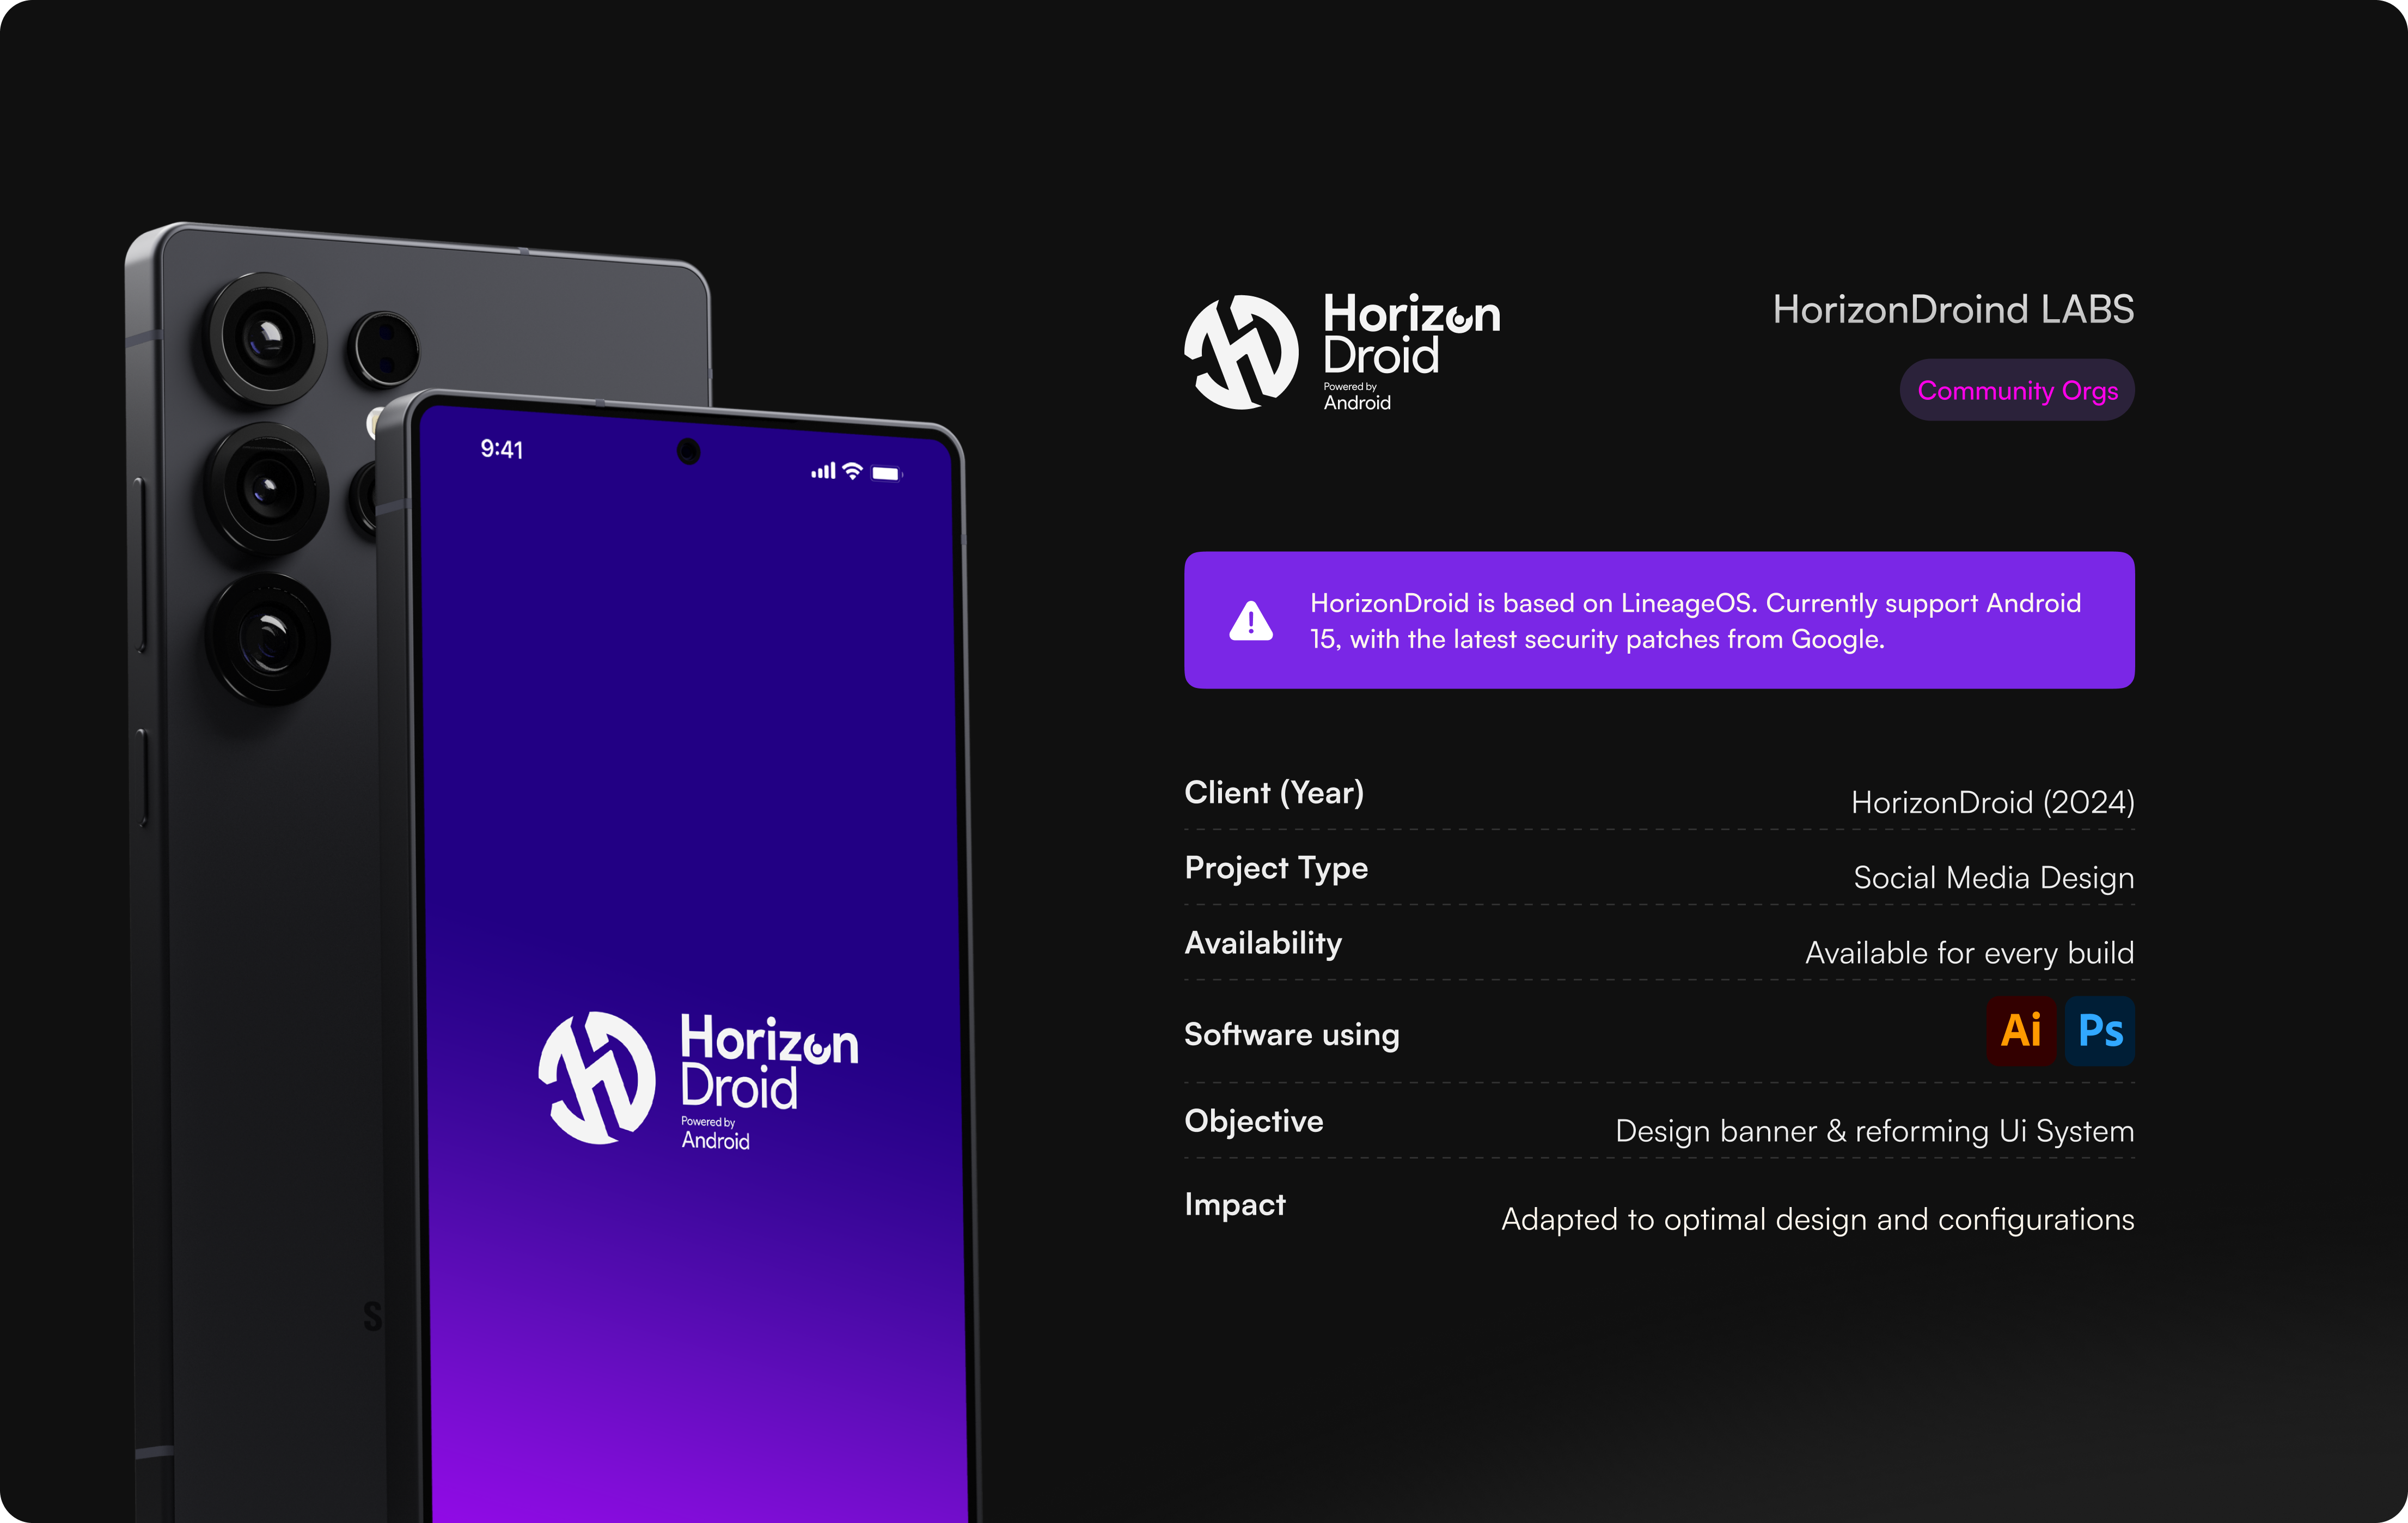 9:41
Horizon
Droid
Powered by
Android
S
Horizon
Droid
Powered by
Android
HorizonDroind LABS
Community Orgs
HorizonDroid is based on LineageOS. Currently support Android
15, with the latest security patches from Google.
Client (Year)
HorizonDroid (2024)
Project Type
Social Media Design
Availability
Available for every build
Software using
Ai Ps
Objective
Design banner & reforming Ui System
Impact
Adapted to optimal design and configurations